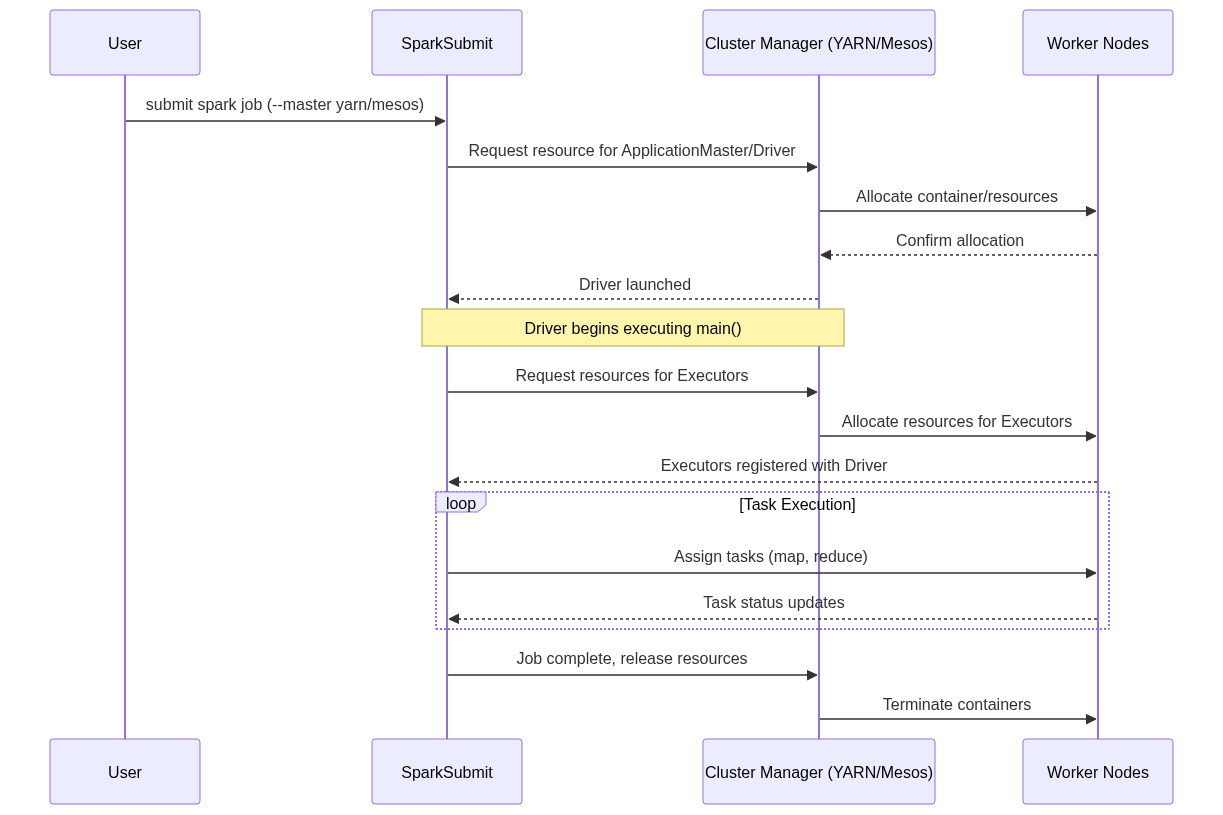 User
SparkSubmit
Cluster Manager (YARN/Mesos)
Worker Nodes
submit spark job (--master yarn/mesos)
Request resource for ApplicationMaster/Driver
Allocate container/resources
Confirm allocation
Driver launched
Driver begins executing main()
Request resources for Executors
Allocate resources for Executors
Executors registered with Driver
loop
[Task Execution]
Assign tasks (map, reduce)
Task status updates
Job complete, release resources
Terminate containers
User
SparkSubmit
Cluster Manager (YARN/Mesos)
Worker Nodes